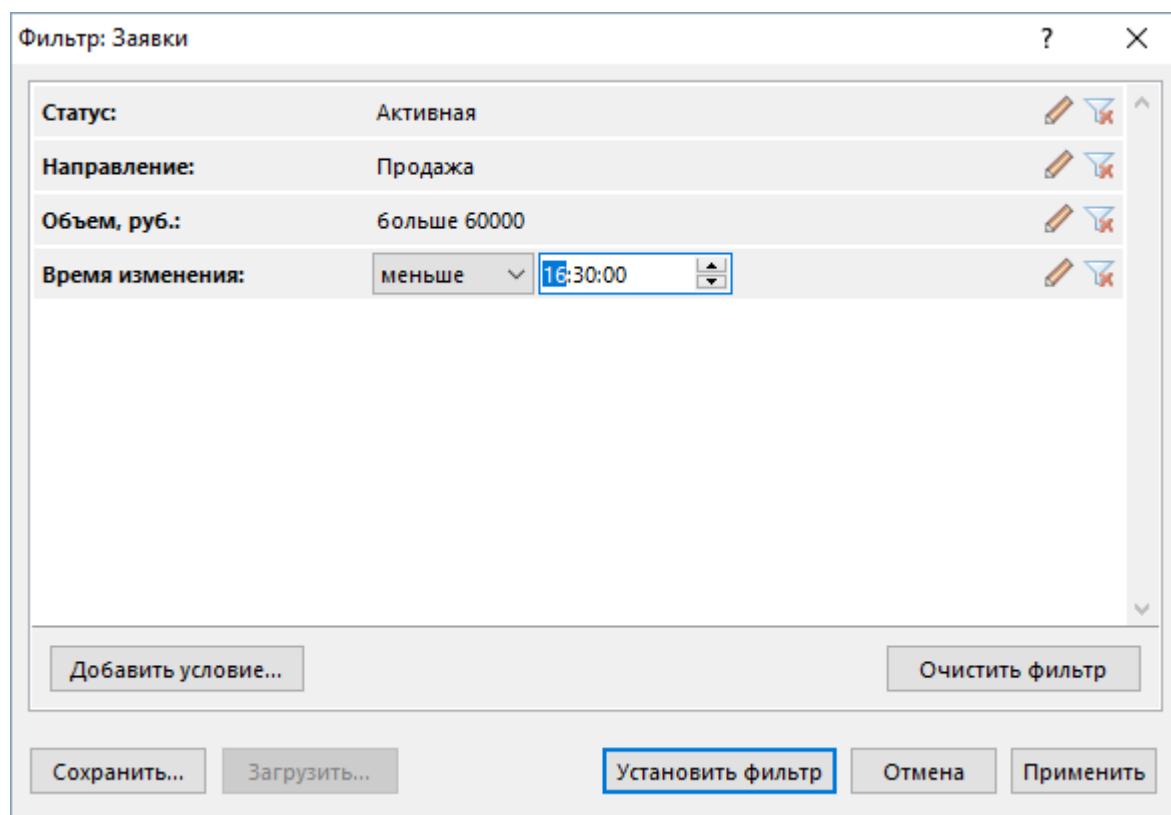 Фильтр: Заявки ?
Статус: Активная
Направление: Продажа
Объем, руб.: больше 60000
Время изменения: меньше 16:30:00
Добавить условие... Очистить фильтр
Сохранить... Загрузить... Установить фильтр Отмена Применить